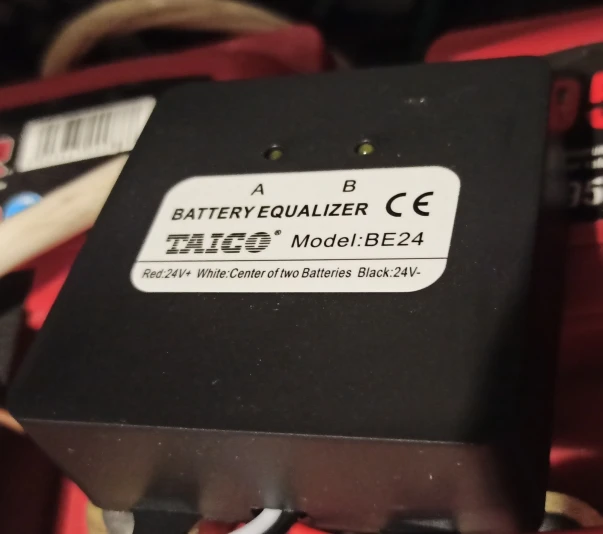 A B
BATTERY EQUALIZER CE
TAICO® Model:BE24
Red:24V+ White:Center of two Batteries Black:24V-